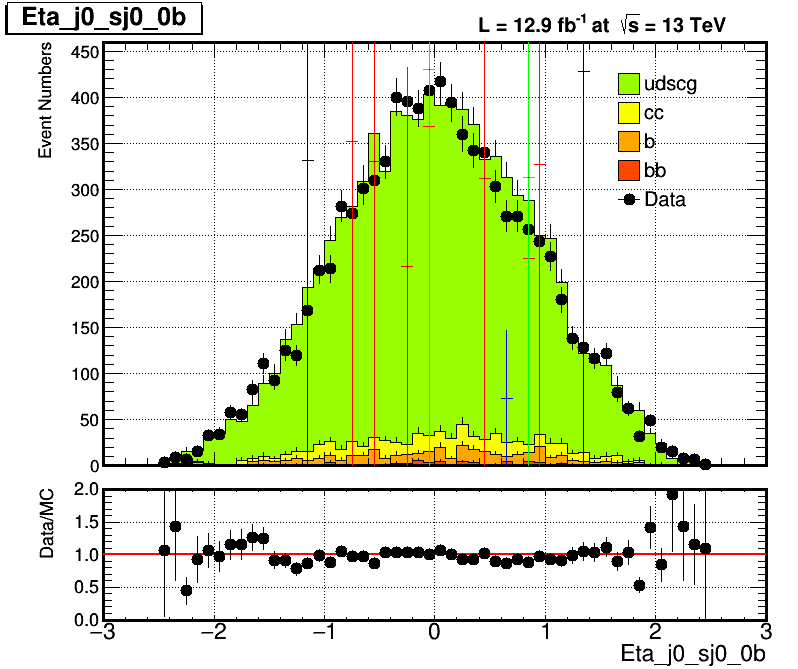 Eta_j0_sj0_0b
L = 12.9 fb⁻¹ at √s = 13 TeV
Event Numbers
450
400
350
300
250
200
150
100
50
0
udscg
cc
b
bb
Data
Data/MC
2.0
1.5
1.0
0.5
0.0
−3 −2 −1 0 1 2 3
Eta_j0_sj0_0b